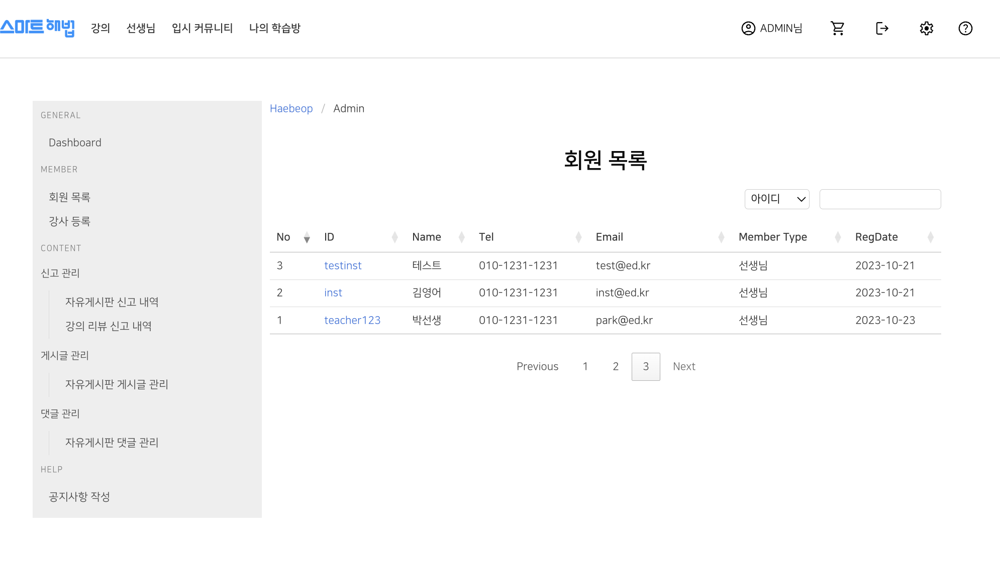 스마트해법 강의 선생님 입시 커뮤니티 나의 학습방 ADMIN님
GENERAL
Dashboard
MEMBER
회원 목록
강사 등록
CONTENT
신고 관리
자유게시판 신고 내역
강의 리뷰 신고 내역
게시글 관리
자유게시판 게시글 관리
댓글 관리
자유게시판 댓글 관리
HELP
공지사항 작성
Haebeop / Admin
회원 목록
아이디
No ID Name Tel Email Member Type RegDate
3 testinst 테스트 010-1231-1231 test@ed.kr 선생님 2023-10-21
2 inst 김영어 010-1231-1231 inst@ed.kr 선생님 2023-10-21
1 teacher123 박선생 010-1231-1231 park@ed.kr 선생님 2023-10-23
Previous 1 2 3 Next